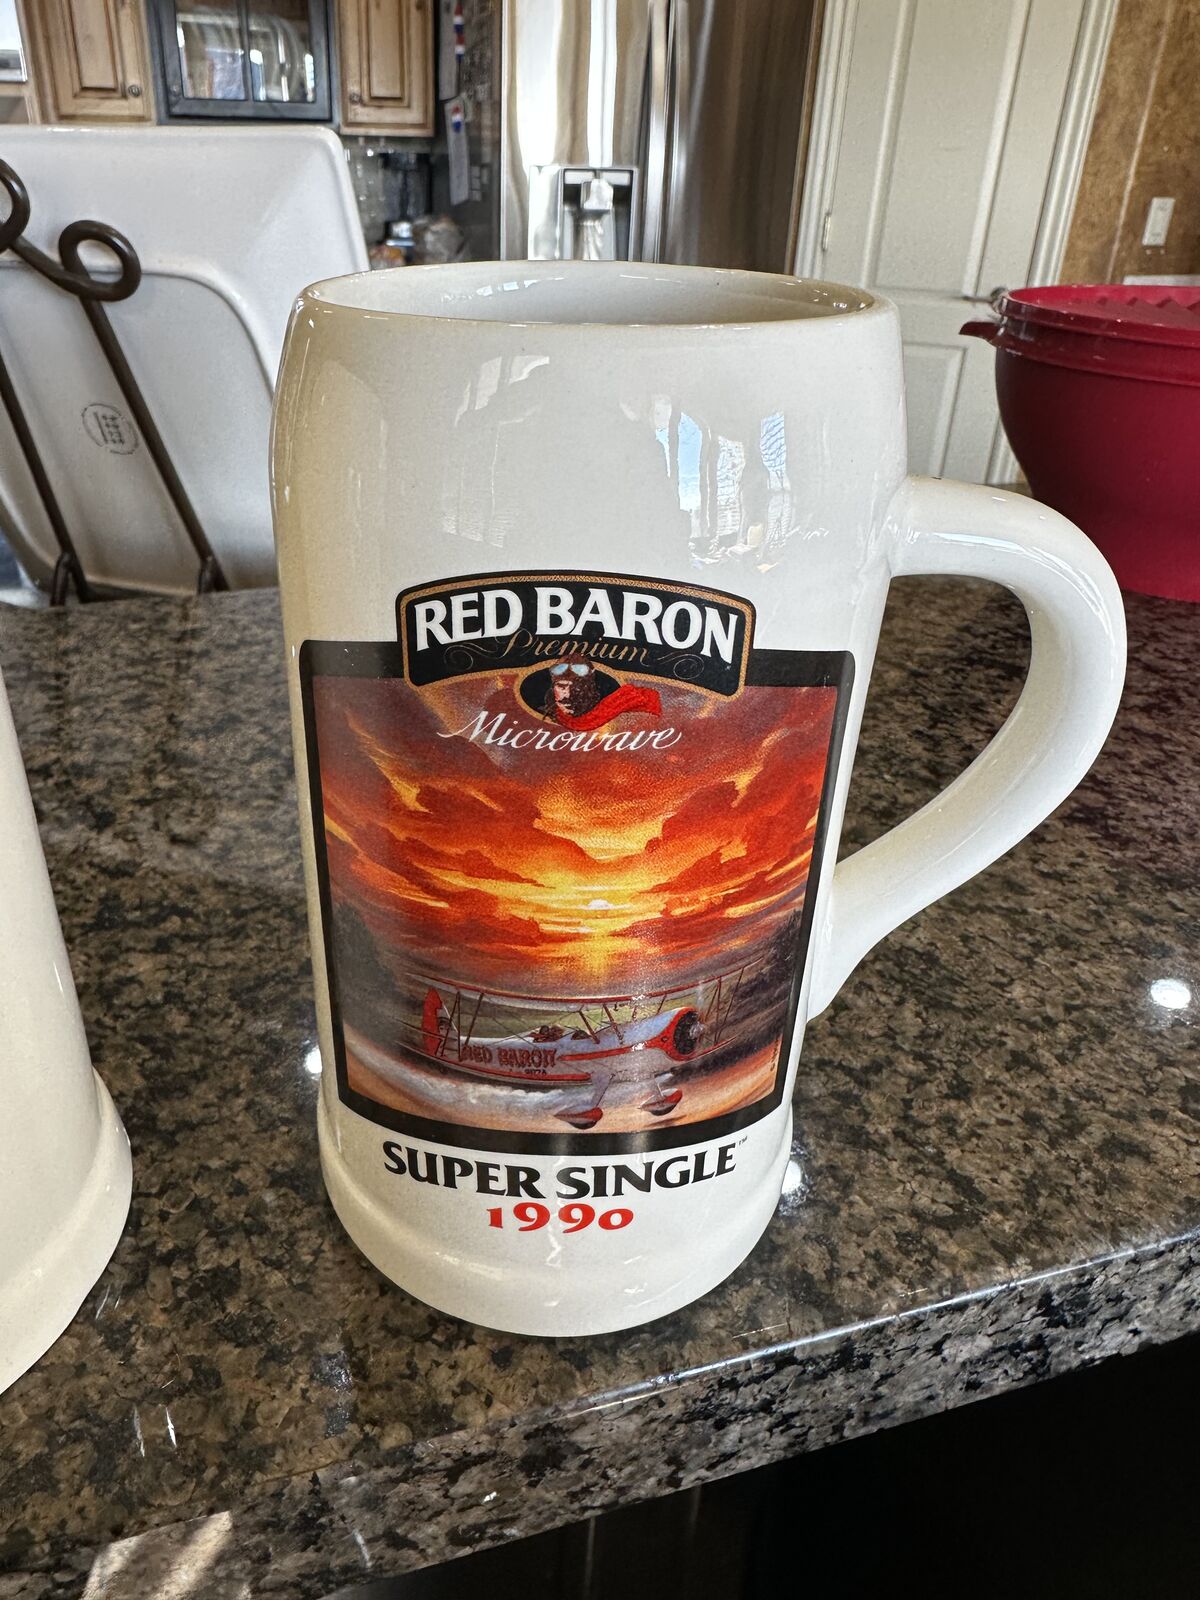 RED BARON
Premium
Microwave
RED BARON
SUPER SINGLE™
1990